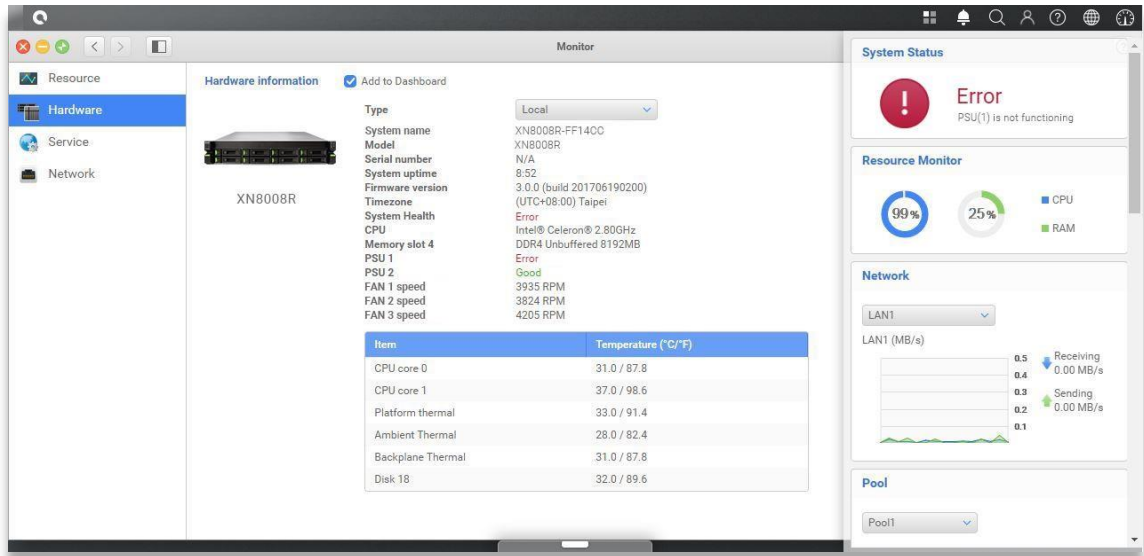 Monitor
Resource
Hardware
Service
Network
Hardware information
Add to Dashboard
XN8008R
Type Local
System name XN8008R-FF14CC
Model XN8008R
Serial number N/A
System uptime 8:52
Firmware version 3.0.0 (build 201706190200)
Timezone (UTC+08:00) Taipei
System Health Error
CPU Intel® Celeron® 2.80GHz
Memory slot 4 DDR4 Unbuffered 8192MB
PSU 1 Error
PSU 2 Good
FAN 1 speed 3935 RPM
FAN 2 speed 3824 RPM
FAN 3 speed 4205 RPM
Item Temperature (°C/°F)
CPU core 0 31.0 / 87.8
CPU core 1 37.0 / 98.6
Platform thermal 33.0 / 91.4
Ambient Thermal 28.0 / 82.4
Backplane Thermal 31.0 / 87.8
Disk 18 32.0 / 89.6
System Status
Error
PSU(1) is not functioning
Resource Monitor
99%
25%
CPU
RAM
Network
LAN1
LAN1 (MB/s)
0.5
0.4
0.3
0.2
0.1
Receiving
0.00 MB/s
Sending
0.00 MB/s
Pool
Pool1